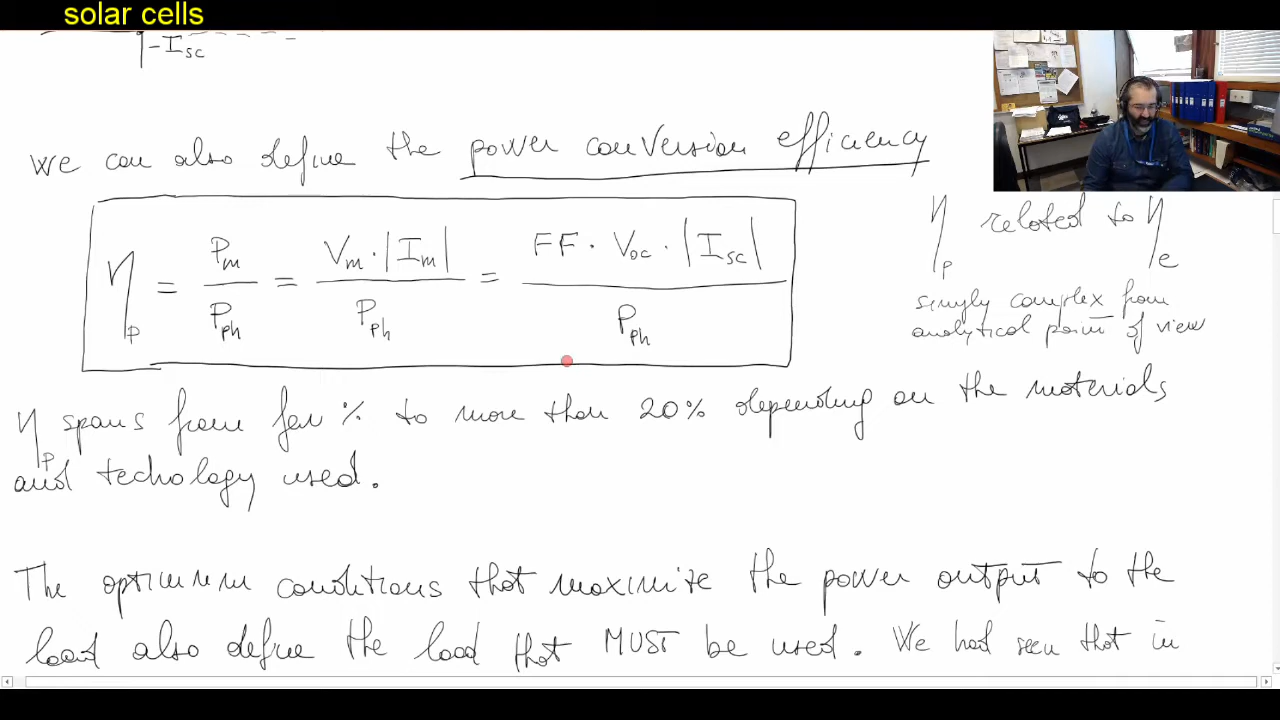 solar cells
-Isc
we can also define the power conversion efficiency
ηp = Pm / Pph = Vm · |Im| / Pph = FF · Voc · |Isc| / Pph
ηp related to ηe
simply complex from
analytical point of view
ηp spans from few % to more than 20% depending on the materials
and techology used.
The optimum conditions that maximize the power output to the
load also define the load that MUST be used. We had seen that in